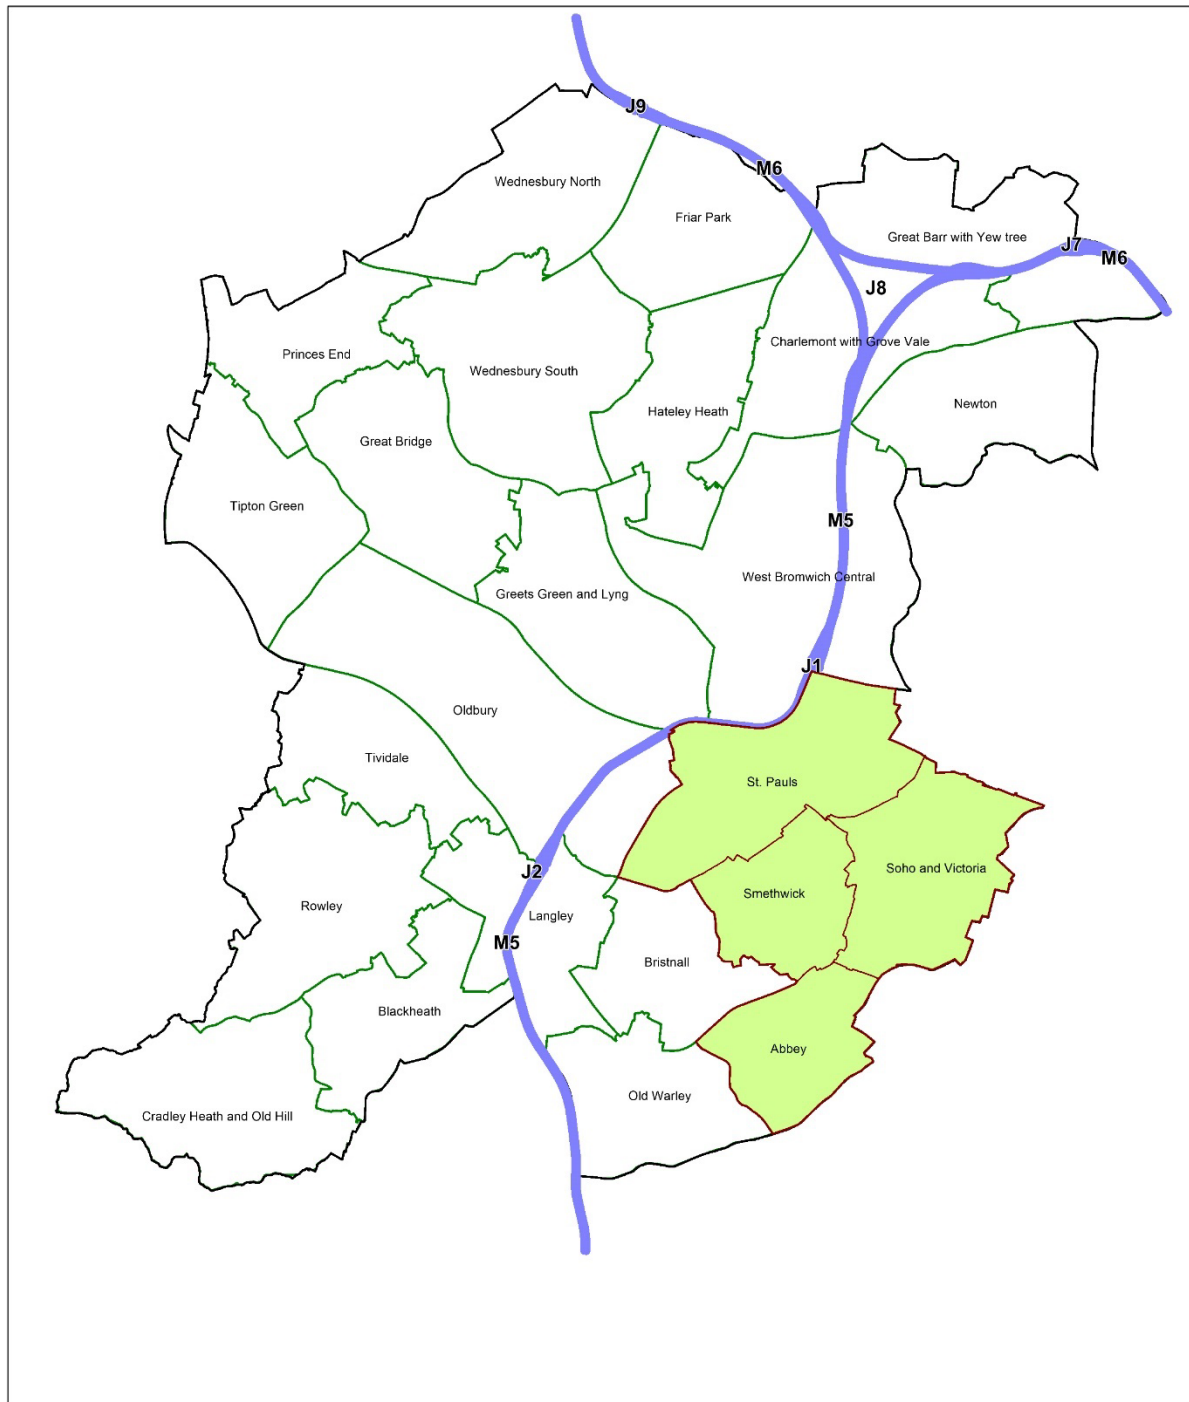 J9
M6
Wednesbury North
Friar Park
Great Barr with Yew tree
J7
M6
J8
Charlemont with Grove Vale
Princes End
Wednesbury South
Newton
Hateley Heath
Great Bridge
Tipton Green
M5
West Bromwich Central
Greets Green and Lyng
J1
Oldbury
Tividale
St. Pauls
J2
Soho and Victoria
Smethwick
Rowley
Langley
M5
Bristnall
Blackheath
Abbey
Old Warley
Cradley Heath and Old Hill